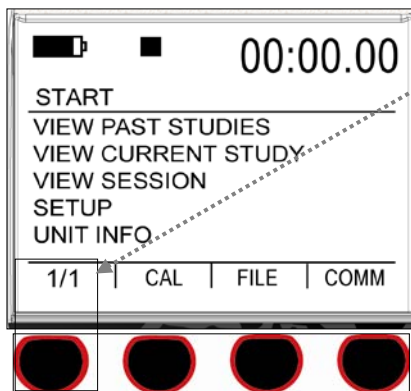 00:00.00
START
VIEW PAST STUDIES
VIEW CURRENT STUDY
VIEW SESSION
SETUP
UNIT INFO
1/1 CAL FILE COMM